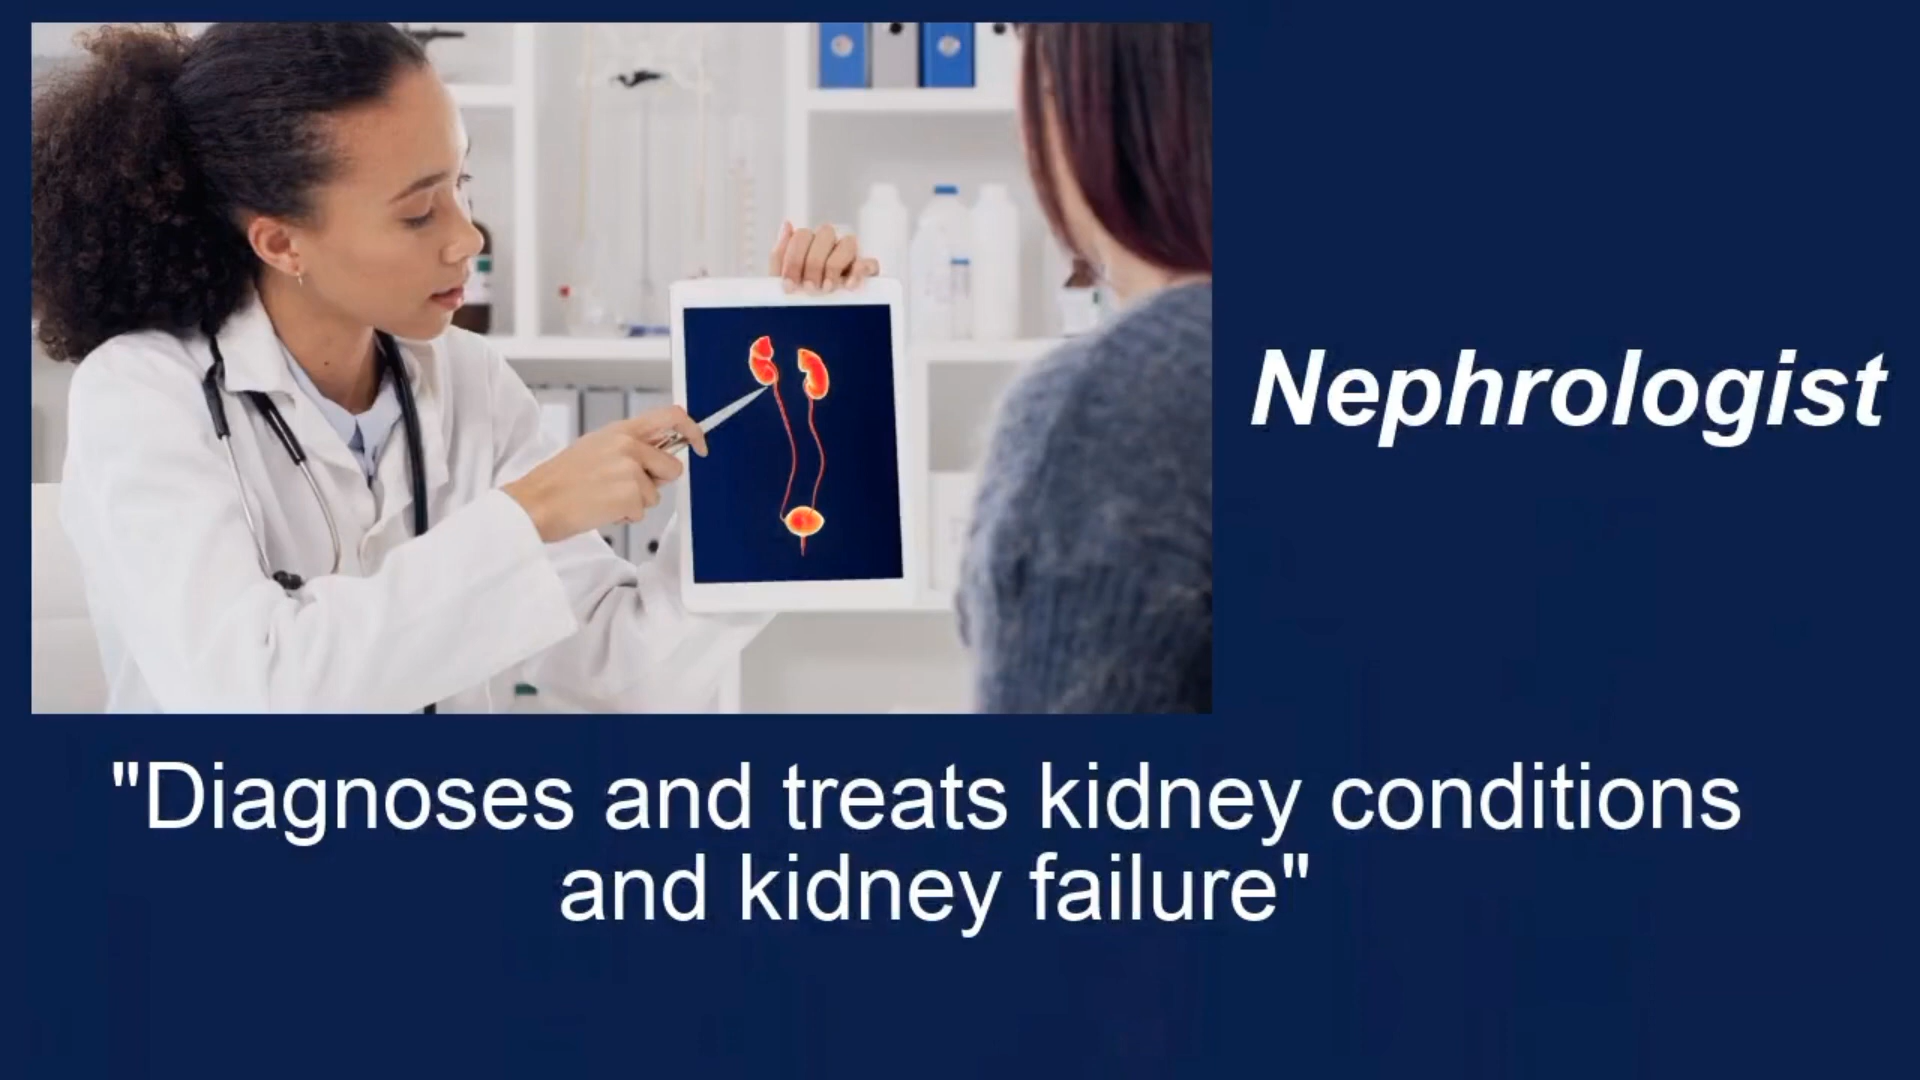 Nephrologist
"Diagnoses and treats kidney conditions
and kidney failure"